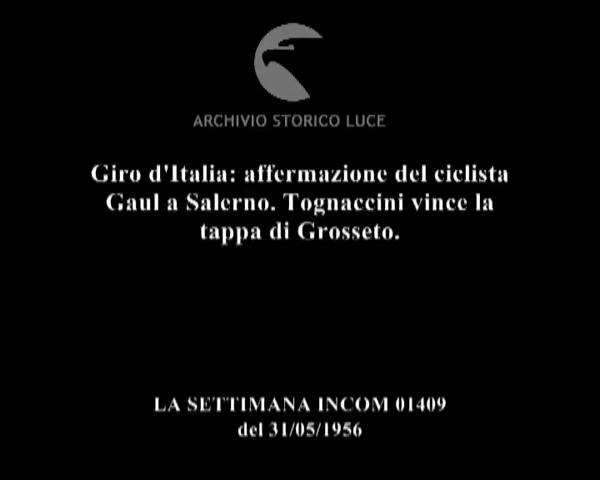 ARCHIVIO STORICO LUCE
Giro d'Italia: affermazione del ciclista
Gaul a Salerno. Tognaccini vince la
tappa di Grosseto.
LA SETTIMANA INCOM 01409
del 31/05/1956